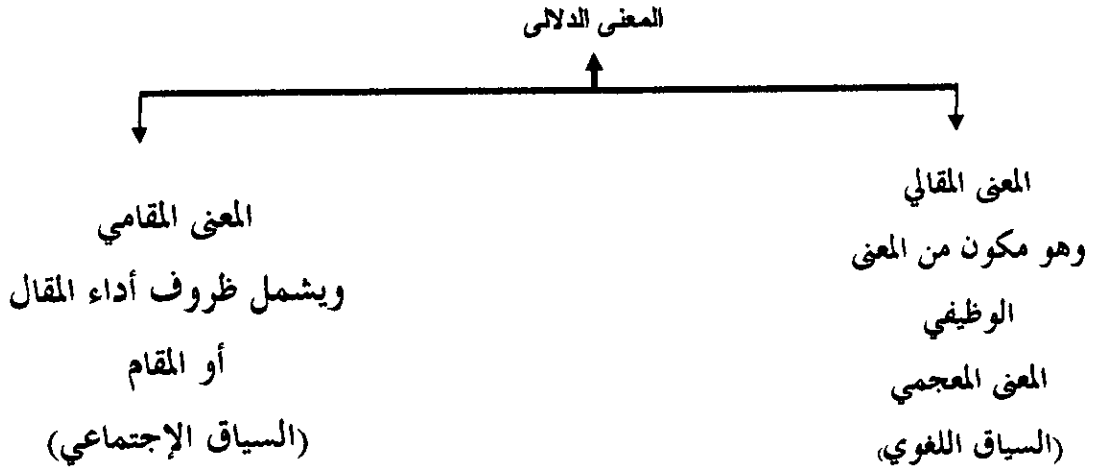 المعنى الدلالى
المعنى المقالي
وهو مكون من المعنى
الوظيفي
المعنى المعجمي
(السياق اللغوي)
المعنى المقامي
ويشمل ظروف أداء المقال
أو المقام
(السياق الإجتماعي)